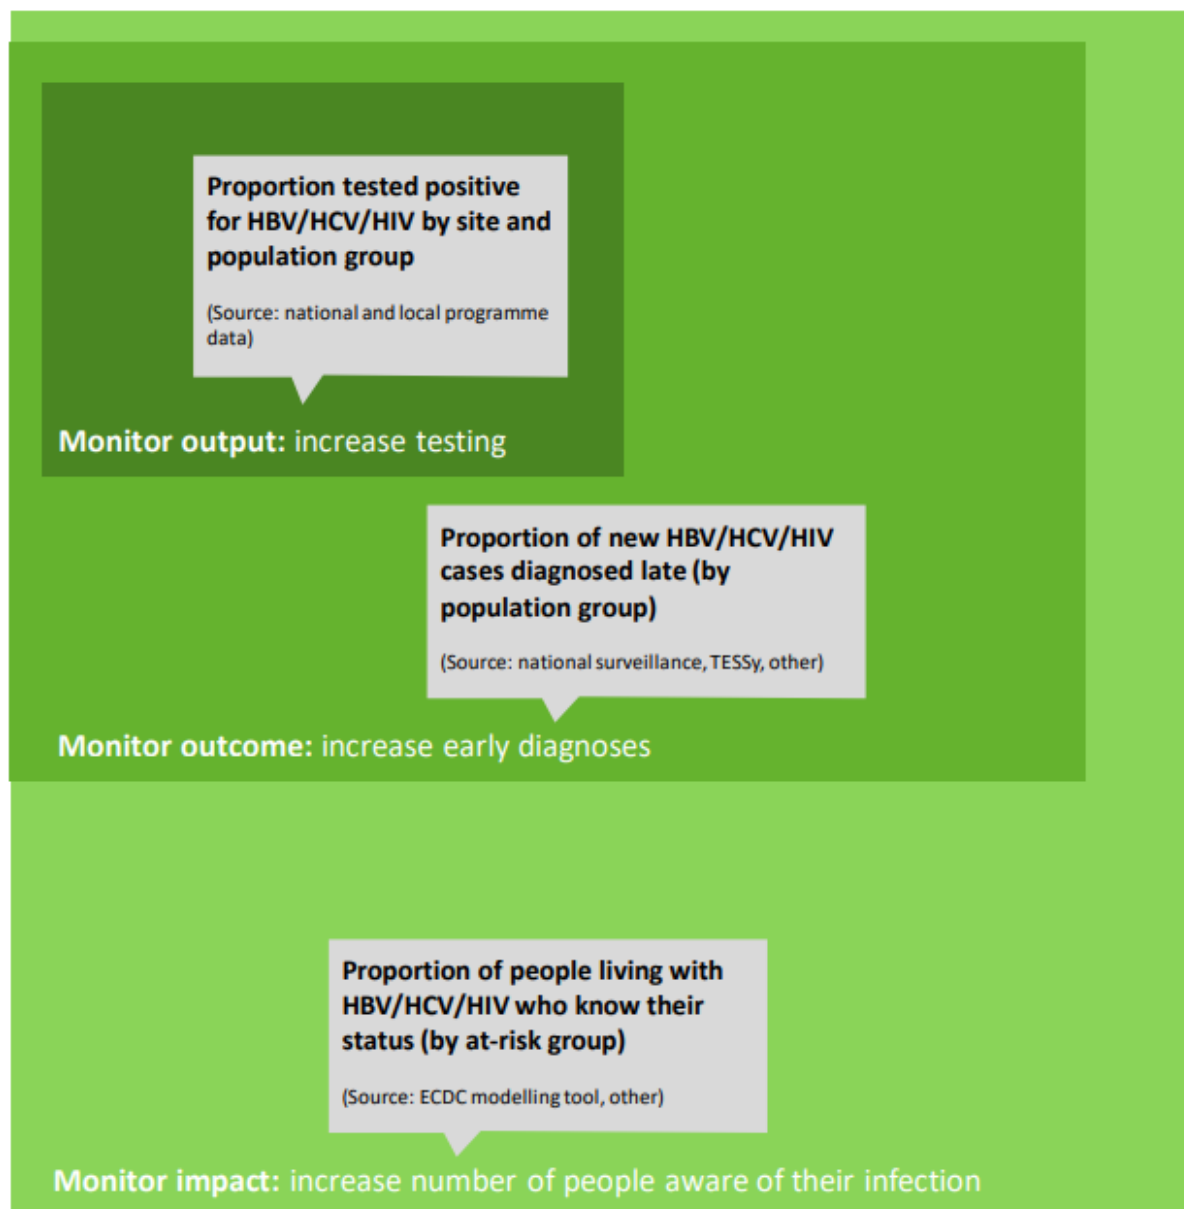 Proportion tested positive
for HBV/HCV/HIV by site and
population group
(Source: national and local programme
data)
Monitor output: increase testing
Proportion of new HBV/HCV/HIV
cases diagnosed late (by
population group)
(Source: national surveillance, TESSy, other)
Monitor outcome: increase early diagnoses
Proportion of people living with
HBV/HCV/HIV who know their
status (by at-risk group)
(Source: ECDC modelling tool, other)
Monitor impact: increase number of people aware of their infection